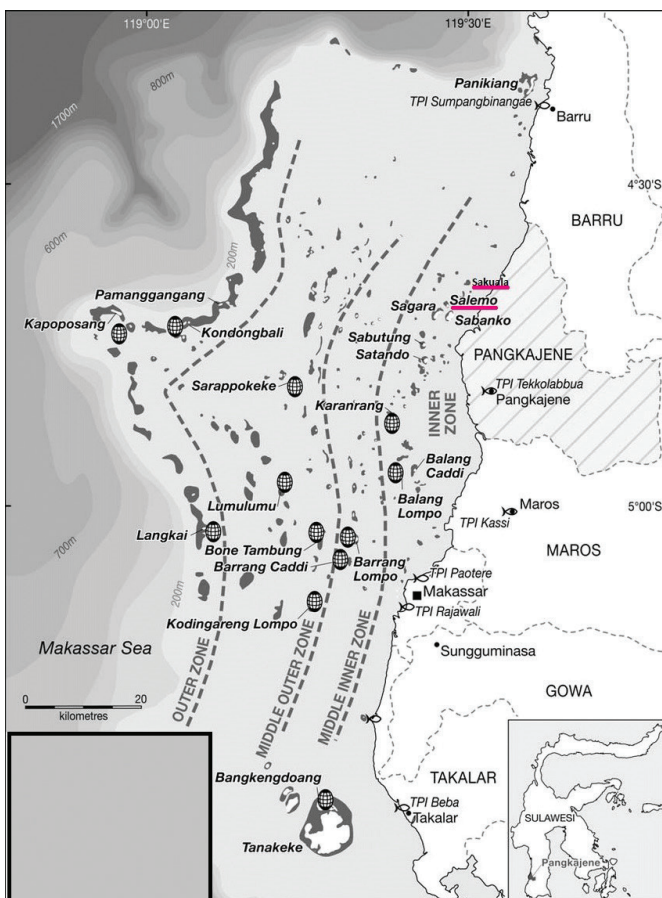 119°00'E
119°30'E
800m
1700m
Panikiang
TPI Sumpangbinangae
Barru
4°30'S
BARRU
600m
200m
Sakuala
Pamanggangang
Salemo
Sagara
Kapoposang
Kondongbali
Sabanko
Sabutung
Satando
PANGKAJENE
Sarappokeke
TPI Tekkolabbua
Karanrang
Pangkajene
INNER
ZONE
Balang
Caddi
Lumulumu
Balang
Lompo
Maros
5°00'S
TPI Kassi
Langkai
700m
Bone Tambung
MAROS
Barrang Caddi
Barrang
Lompo
TPI Paotere
200m
Makassar
TPI Rajawali
Kodingareng Lompo
Makassar Sea
OUTER ZONE
MIDDLE OUTER ZONE
MIDDLE INNER ZONE
Sungguminasa
GOWA
0
20
kilometres
TAKALAR
Bangkengdoang
TPI Beba
Takalar
SULAWESI
Tanakeke
Pangkajene